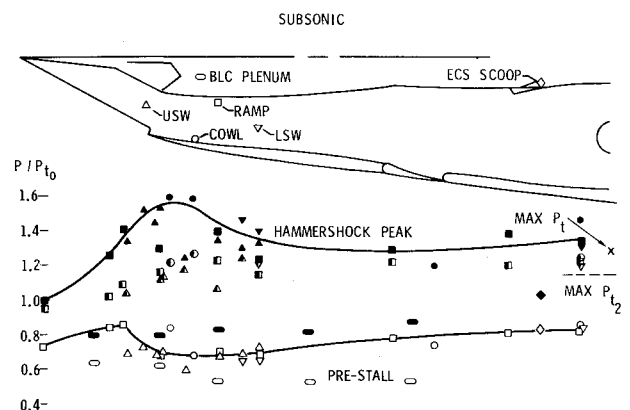 SUBSONIC
BLC PLENUM
ECS SCOOP
USW
RAMP
COWL
LSW
P/Pt0
1.6
1.4
1.2
1.0
0.8
0.6
0.4
HAMMERSHOCK PEAK
MAX Pt
MAX Pt2
PRE-STALL